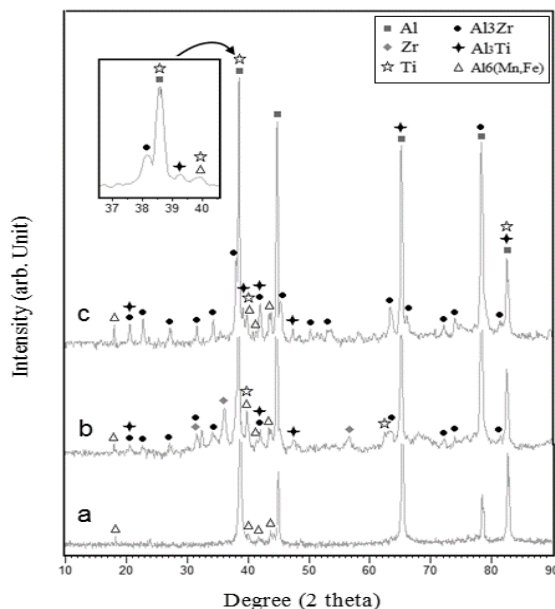 Al
Al3Zr
Zr
Al3Ti
Ti
Al6(Mn,Fe)
36 37 38 39 40
Intensity (arb. Unit)
c
b
a
10 20 30 40 50 60 70 80 90
Degree (2 theta)